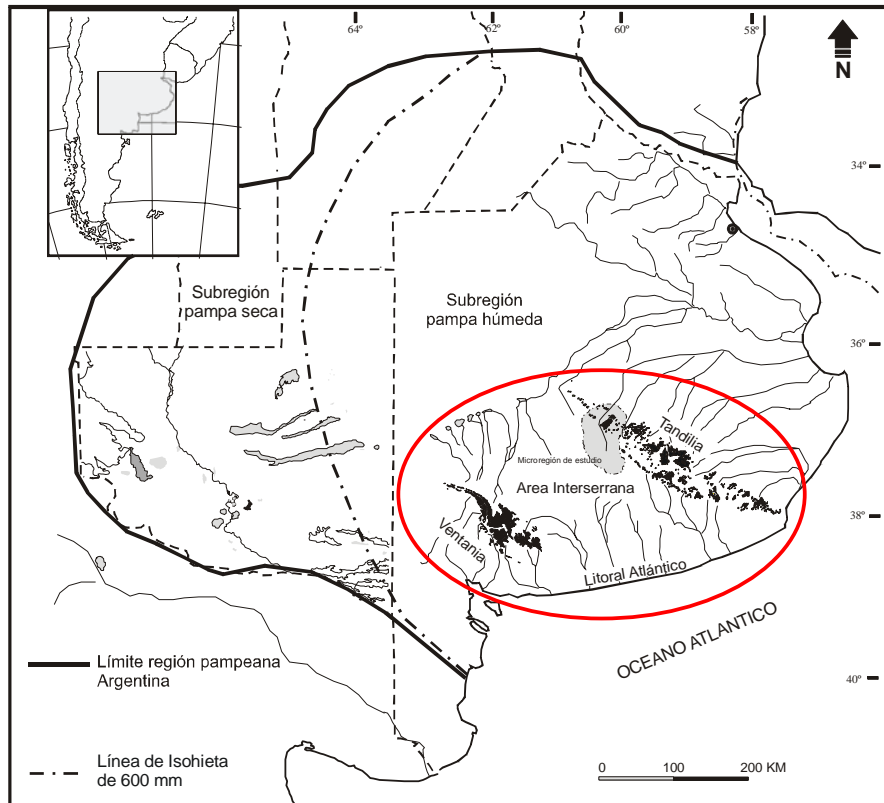 64º
62º
60º
58º
N
34º
Subregión
pampa seca
Subregión
pampa húmeda
36º
Tandilia
Microregión de estudio
Area Interserrana
38º
Ventania
Litoral Atlántico
OCEANO ATLANTICO
Límite región pampeana
Argentina
40º
Línea de Isohieta
de 600 mm
0 100 200 KM